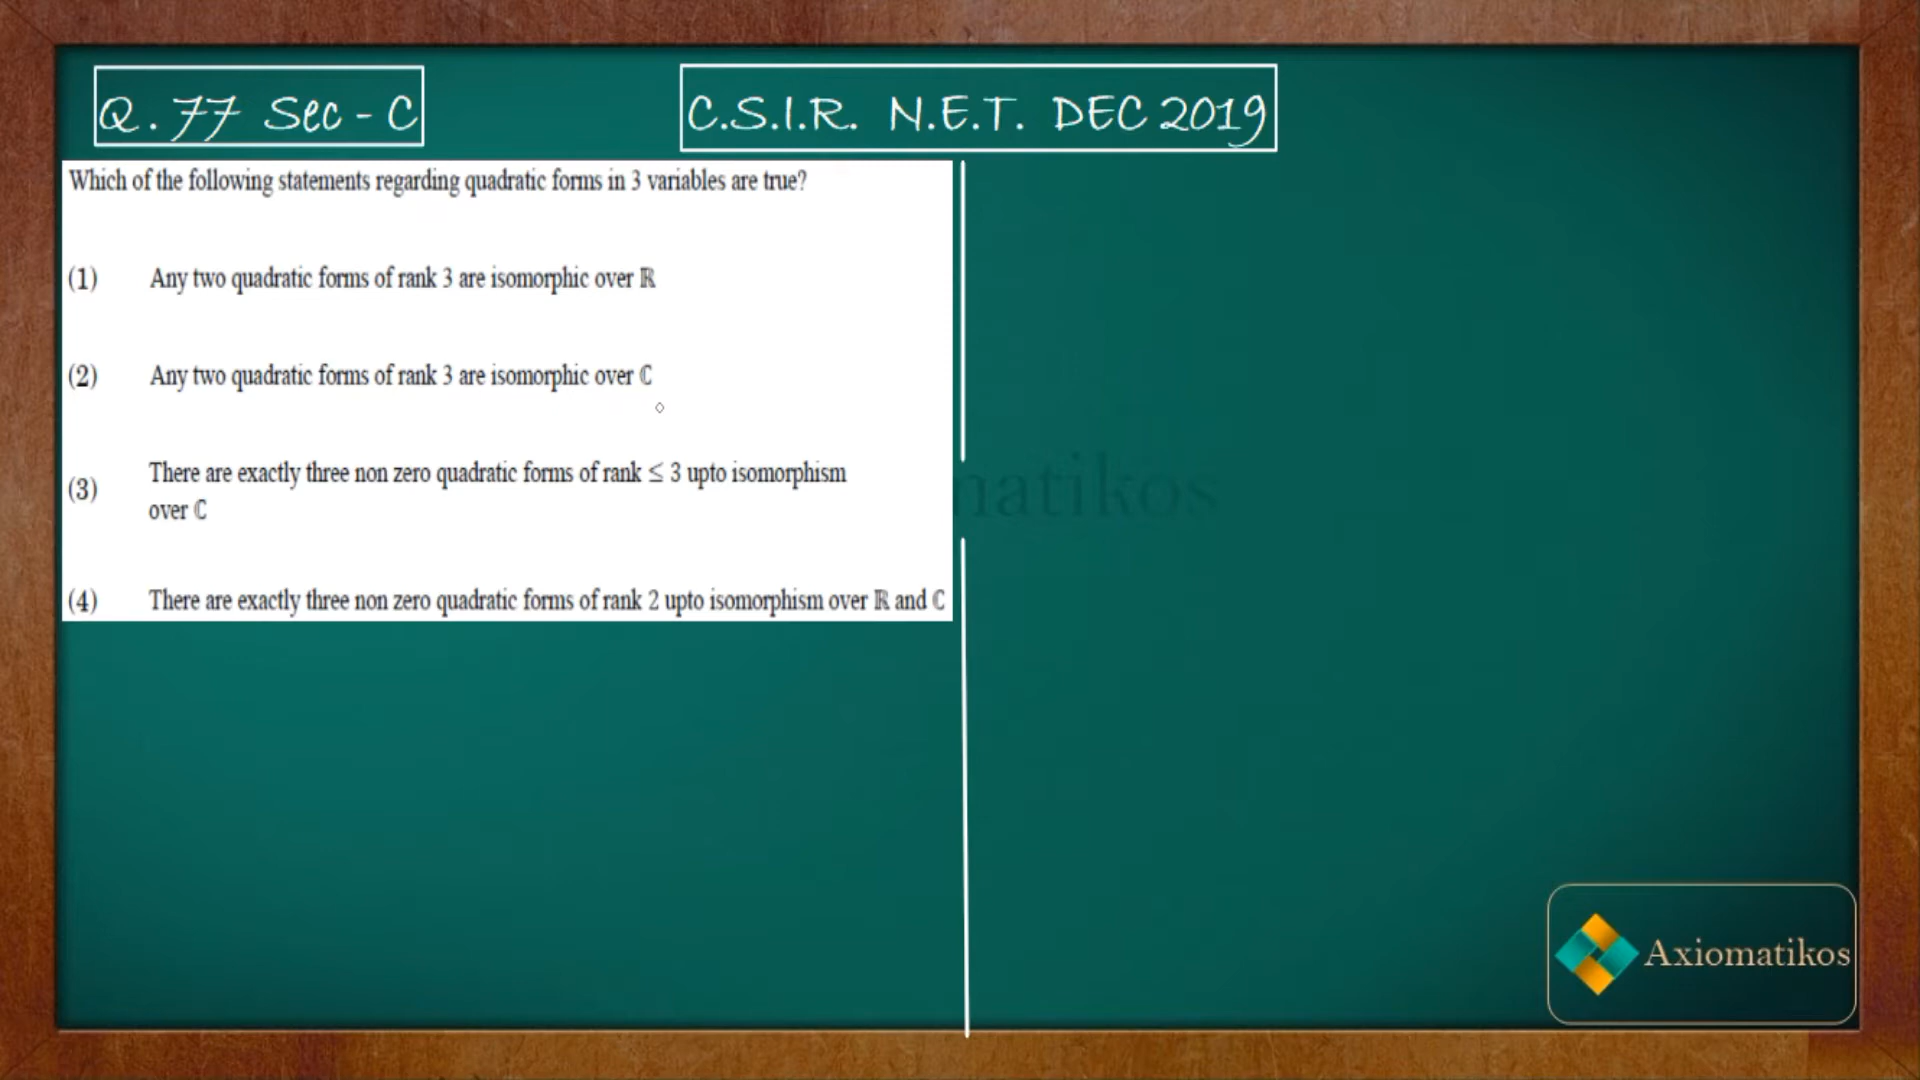 Q. 77 Sec - C
C.S.I.R. N.E.T. DEC 2019
Which of the following statements regarding quadratic forms in 3 variables are true?
(1) Any two quadratic forms of rank 3 are isomorphic over ℝ
(2) Any two quadratic forms of rank 3 are isomorphic over ℂ
(3) There are exactly three non zero quadratic forms of rank ≤ 3 upto isomorphism
over ℂ
(4) There are exactly three non zero quadratic forms of rank 2 upto isomorphism over ℝ and ℂ
matikos
Axiomatikos